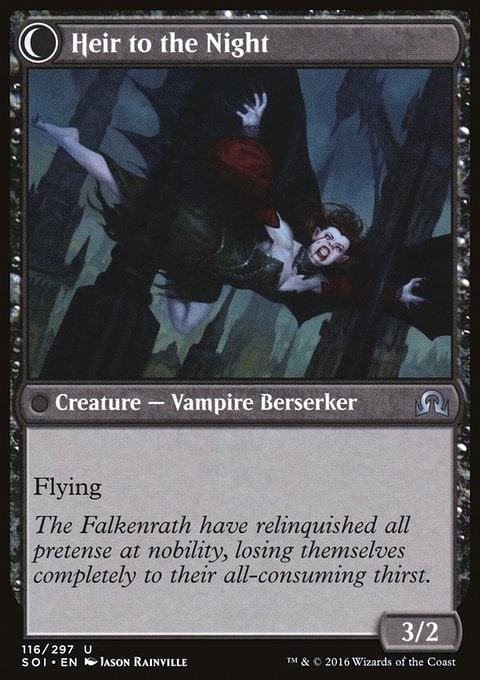 Heir to the Night
Creature — Vampire Berserker
Flying
The Falkenrath have relinquished all
pretense at nobility, losing themselves
completely to their all-consuming thirst.
3/2
116/297 U
SOI • EN Jason Rainville
™ & © 2016 Wizards of the Coast